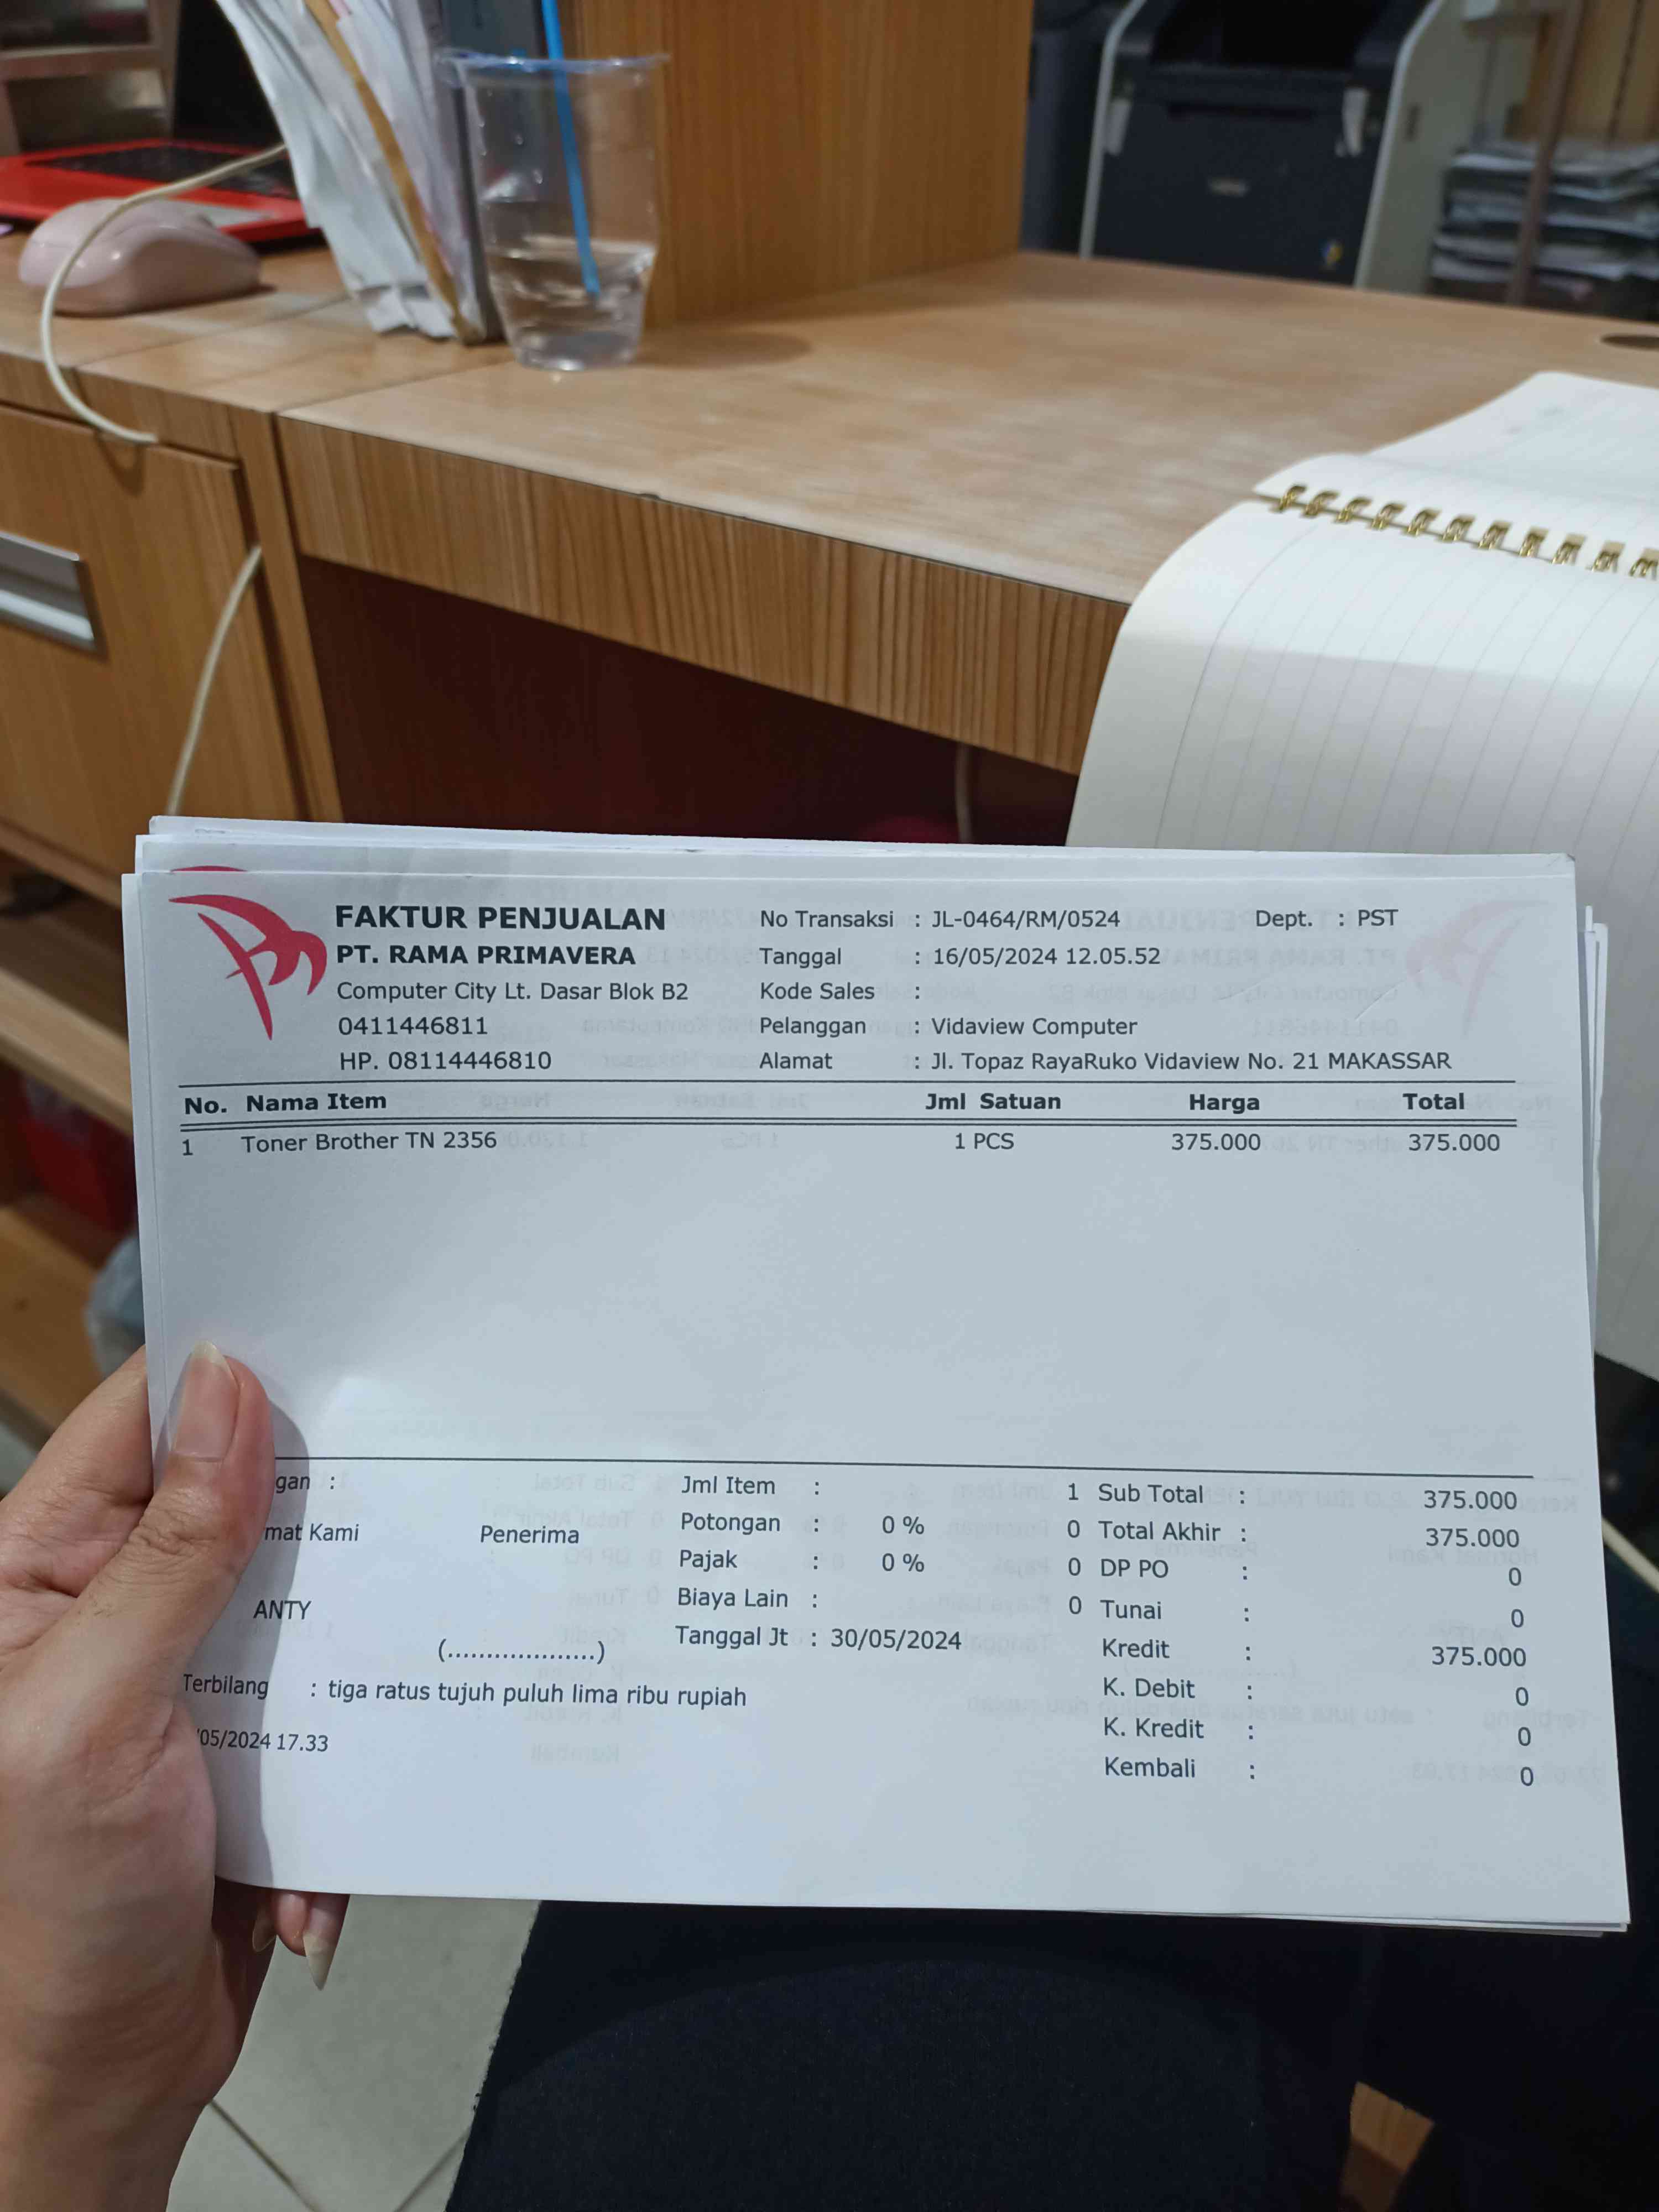 FAKTUR PENJUALAN
PT. RAMA PRIMAVERA
Computer City Lt. Dasar Blok B2
0411446811
HP. 08114446810
No Transaksi : JL-0464/RM/0524 Dept. : PST
Tanggal : 16/05/2024 12.05.52
Kode Sales :
Pelanggan : Vidaview Computer
Alamat : Jl. Topaz RayaRuko Vidaview No. 21 MAKASSAR
No. Nama Item Jml Satuan Harga Total
1 Toner Brother TN 2356 1 PCS 375.000 375.000
gan :
mat Kami Penerima
ANTY
(...................)
Jml Item : 1
Potongan : 0 % 0
Pajak : 0 % 0
Biaya Lain : 0
Tanggal Jt : 30/05/2024
Sub Total : 375.000
Total Akhir : 375.000
DP PO : 0
Tunai : 0
Kredit : 375.000
K. Debit : 0
K. Kredit : 0
Kembali : 0
Terbilang : tiga ratus tujuh puluh lima ribu rupiah
/05/2024 17.33